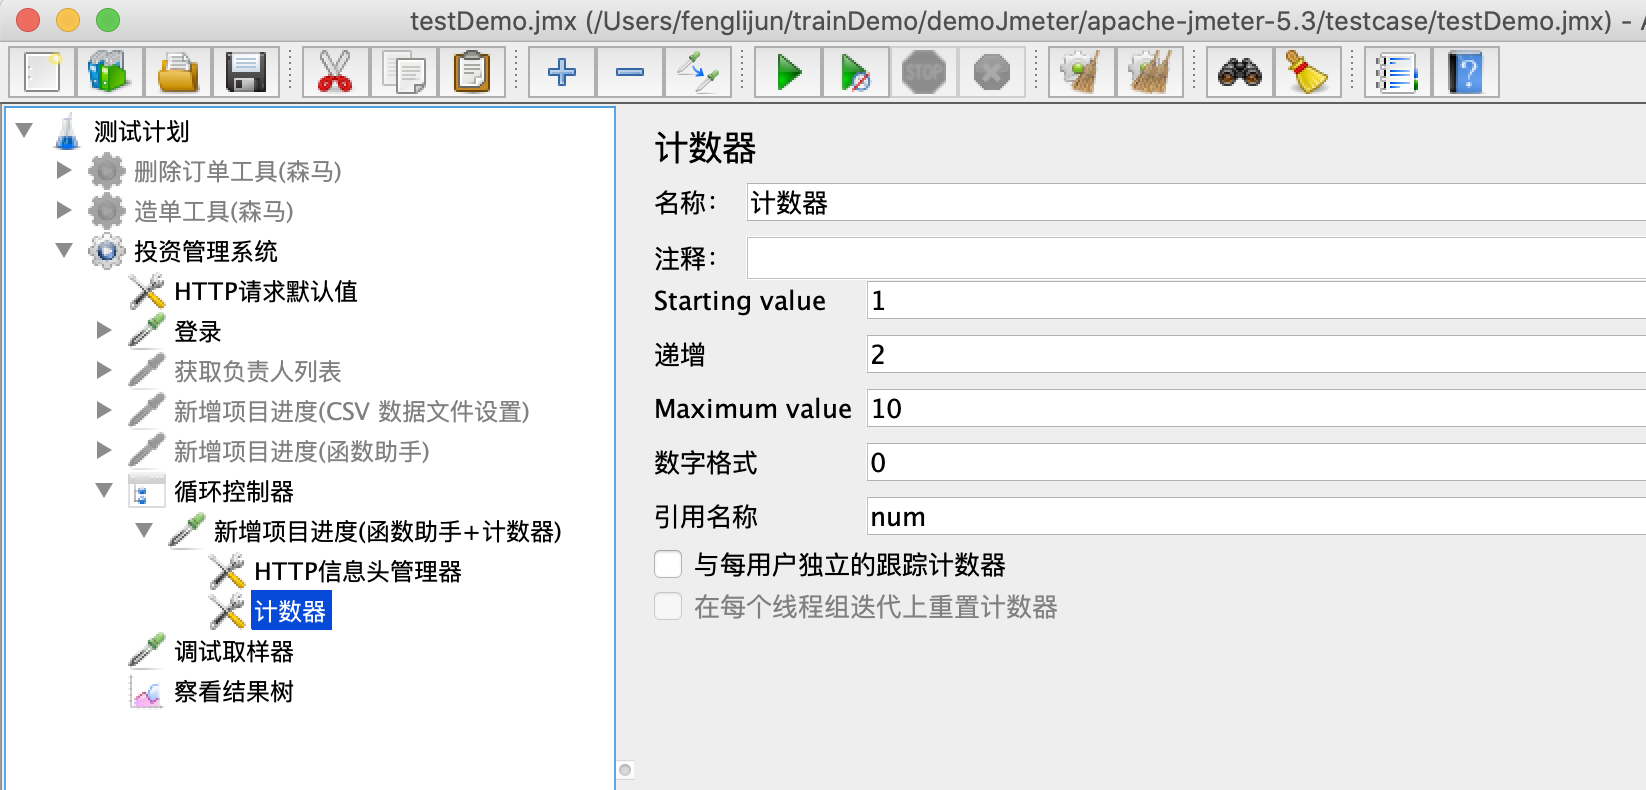 testDemo.jmx (/Users/fenglijun/trainDemo/demoJmeter/apache-jmeter-5.3/testcase/testDemo.jmx) -
STOP
测试计划
删除订单工具(森马)
造单工具(森马)
投资管理系统
HTTP请求默认值
登录
获取负责人列表
新增项目进度(CSV 数据文件设置)
新增项目进度(函数助手)
循环控制器
新增项目进度(函数助手+计数器)
HTTP信息头管理器
计数器
调试取样器
察看结果树
计数器
名称： 计数器
注释：
Starting value 1
递增 2
Maximum value 10
数字格式 0
引用名称 num
与每用户独立的跟踪计数器
在每个线程组迭代上重置计数器